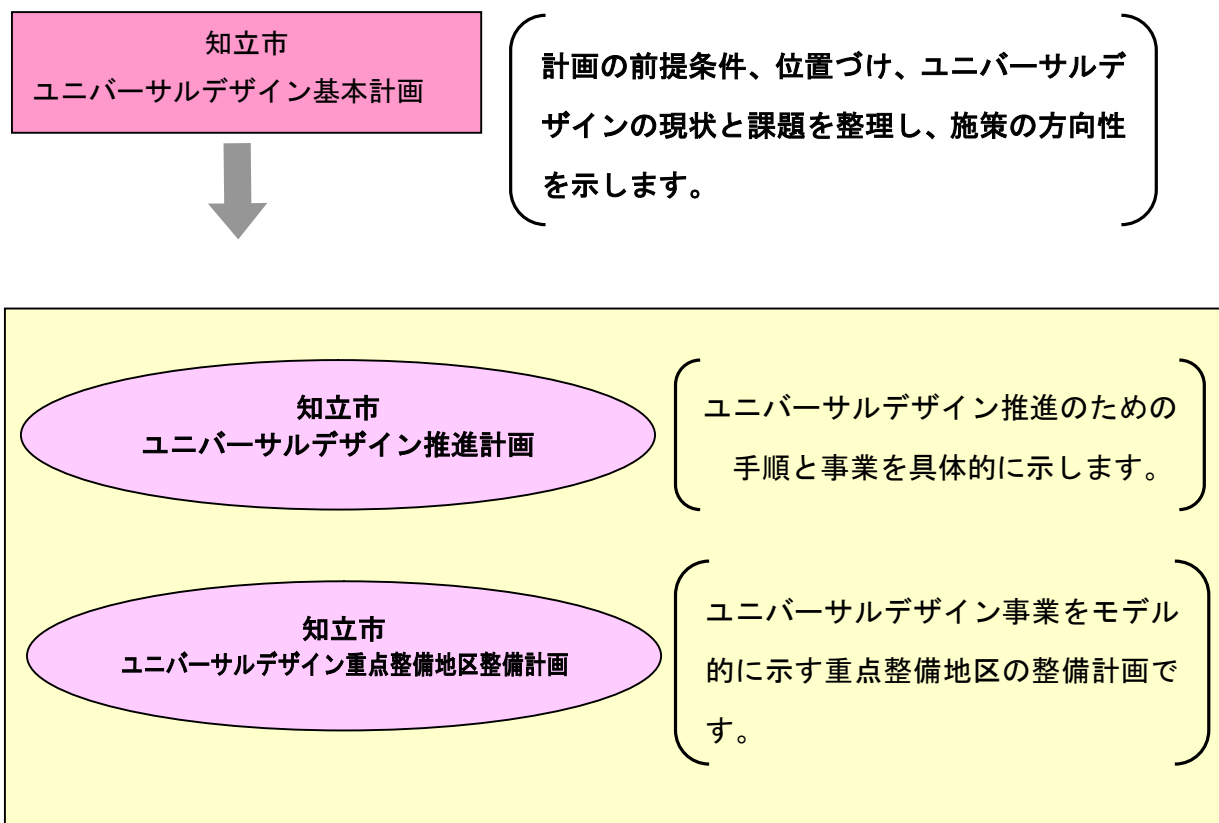 知立市
ユニバーサルデザイン基本計画
計画の前提条件、位置づけ、ユニバーサルデ
ザインの現状と課題を整理し、施策の方向性
を示します。
知立市
ユニバーサルデザイン推進計画
ユニバーサルデザイン推進のための
手順と事業を具体的に示します。
知立市
ユニバーサルデザイン重点整備地区整備計画
ユニバーサルデザイン事業をモデル
的に示す重点整備地区の整備計画で
す。